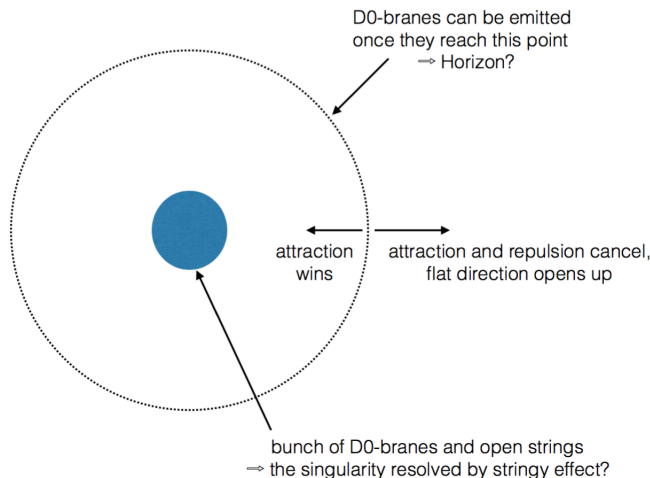 D0-branes can be emitted
once they reach this point
⇒ Horizon?
attraction
wins
attraction and repulsion cancel,
flat direction opens up
bunch of D0-branes and open strings
⇒ the singularity resolved by stringy effect?